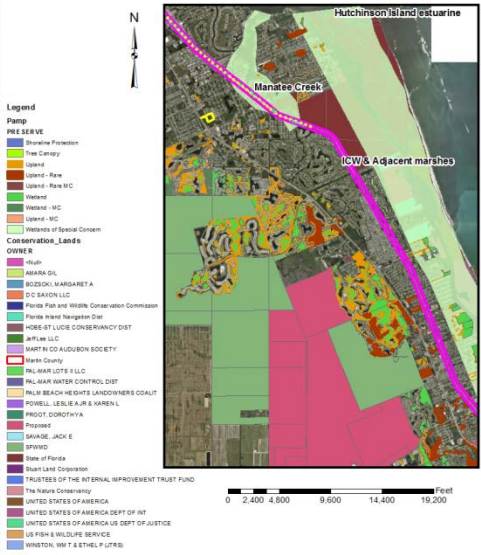 N
Hutchinson Island estuarine
Manatee Creek
ICW & Adjacent marshes
Legend
Pamp
PRESERVE
Shoreline Protection
Tree Canopy
Upland
Upland - Rare
Upland - Rare MC
Wetland
Wetland - MC
Upland - MC
Wetlands of Special Concern
Conservation_Lands
OWNER
<Null>
AMARA GIL
BOZSOKI, MARGARET A
D C SAXON LLC
Florida Fish and Wildlife Conservation Commission
Florida Inland Navigation Dist
HOBE-ST LUCIE CONSERVANCY DIST
Jeff Lee LLC
MARTIN CO AUDUBON SOCIETY
Martin County
PAL-MAR LOTS II LLC
PAL-MAR WATER CONTROL DIST
PALM BEACH HEIGHTS LANDOWNERS COALIT
POWELL, LESLIE A JR & KAREN L
PROOT, DOROTHY A
Proposed
SAVAGE, JACK E
SFWMD
State of Florida
Stuart Land Corporation
TRUSTEES OF THE INTERNAL IMPROVEMENT TRUST FUND
The Nature Conservancy
UNITED STATES OF AMERICA
UNITED STATES OF AMERICA DEPT OF INT
UNITED STATES OF AMERICA US DEPT OF JUSTICE
US FISH & WILDLIFE SERVICE
WINSTON, WM T & ETHEL P (JTRS)
Feet
0 2,400 4,800 9,600 14,400 19,200